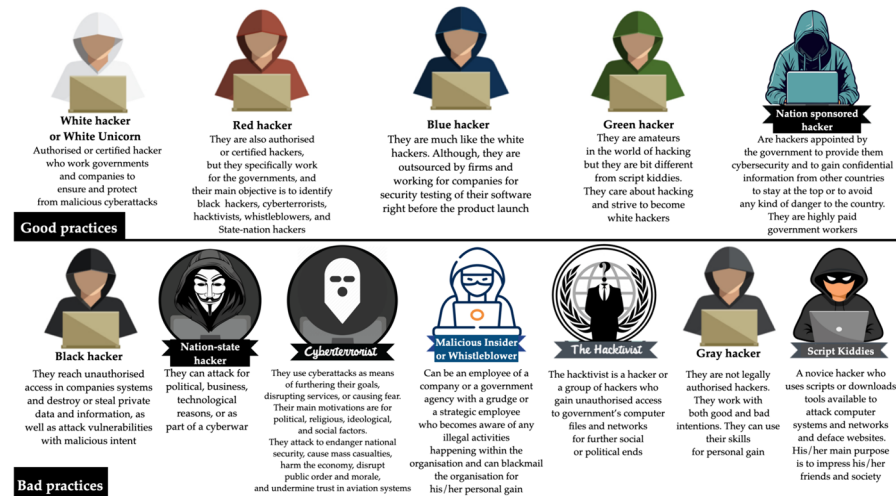 White hacker
or White Unicorn
Authorised or certified hacker
who work governments
and companies to
ensure and protect
from malicious cyberattacks
Red hacker
They are also authorised
or certified hackers,
but they specifically work
for the governments, and
their main objective is to identify
black hackers, cyberterrorists,
hacktivists, whistleblowers, and
State-nation hackers
Blue hacker
They are much like the white
hackers. Although, they are
outsourced by firms and
working for companies for
security testing of their software
right before the product launch
Green hacker
They are amateurs
in the world of hacking
but they are bit different
from script kiddies.
They care about hacking
and strive to become
white hackers
Nation sponsored
hacker
Are hackers appointed by
the government to provide them
cybersecurity and to gain confidential
information from other countries
to stay at the top or to avoid
any kind of danger to the country.
They are highly paid
government workers
Good practices
Black hacker
They reach unauthorised
access in companies systems
and destroy or steal private
data and information, as
well as attack vulnerabilities
with malicious intent
Nation-state
hacker
They can attack for
political, business,
technological
reasons, or as
part of a cyberwar
Cyberterrorist
They use cyberattacks as means
of furthering their goals,
disrupting services, or causing fear.
Their main motivations are for
political, religious, ideological,
and social factors.
They attack to endanger national
security, cause mass casualties,
harm the economy, disrupt
public order and morale,
and undermine trust in aviation systems
Malicious Insider
or Whistleblower
Can be an employee of a
company or a government
agency with a grudge or
a strategic employee
who becomes aware of any
illegal activities
happening within the
organisation and can blackmail
the organisation for
his/her personal gain
?
The Hacktivist
The hacktivist is a hacker or
a group of hackers who
gain unauthorised access
to government's computer
files and networks
for further social
or political ends
Gray hacker
They are not legally
authorised hackers.
They work with
both good and bad
intentions. They can use
their skills
for personal gain
Script Kiddies
A novice hacker who
uses scripts or downloads
tools available to
attack computer
systems and networks
and deface websites.
His/her main purpose
is to impress his/her
friends and society
Bad practices